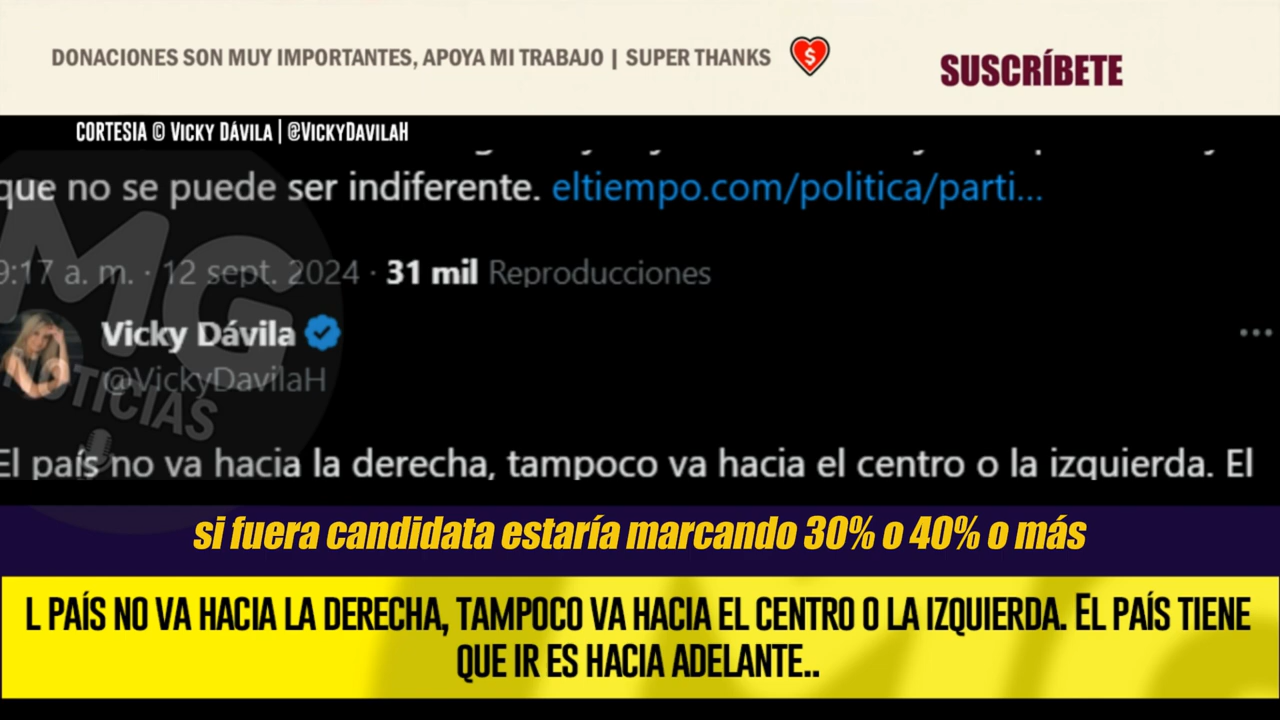 DONACIONES SON MUY IMPORTANTES, APOYA MI TRABAJO | SUPER THANKS
SUSCRÍBETE
CORTESIA © VICKY DÁVILA | @VICKYDAVILAH
que no se puede ser indiferente. eltiempo.com/politica/parti...
9:17 a. m. · 12 sept. 2024 · 31 mil Reproducciones
MG
NOTICIAS
Vicky Dávila
@VickyDavilaH
El país no va hacia la derecha, tampoco va hacia el centro o la izquierda. El
si fuera candidata estaría marcando 30% o 40% o más
L PAÍS NO VA HACIA LA DERECHA, TAMPOCO VA HACIA EL CENTRO O LA IZQUIERDA. EL PAÍS TIENE
QUE IR ES HACIA ADELANTE..